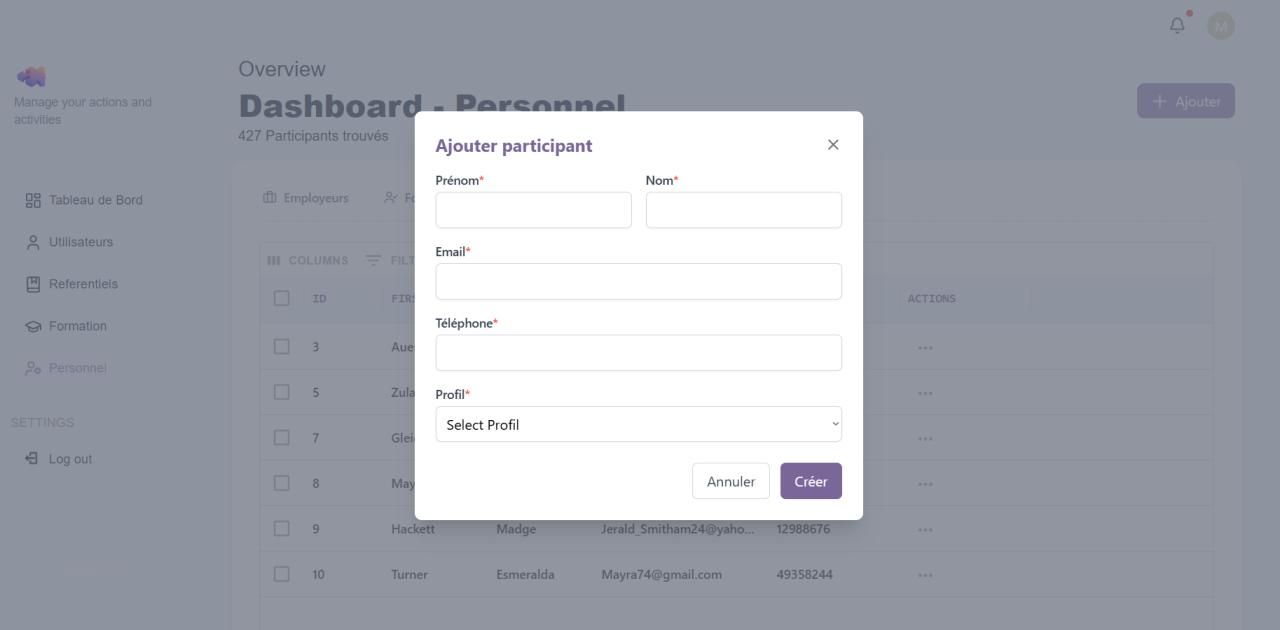 M
Overview
Manage your actions and
activities
Dashboard - Personnel
427 Participants trouvés
Ajouter
Ajouter participant
Prénom*
Nom*
Email*
Téléphone*
Profil*
Select Profil
Annuler
Créer
Tableau de Bord
Utilisateurs
Referentiels
Formation
Personnel
SETTINGS
Log out
Employeurs
COLUMNS
ID
ACTIONS
3
5
7
8
9 Hackett Madge Jerald_Smitham24@yaho... 12988676
10 Turner Esmeralda Mayra74@gmail.com 49358244